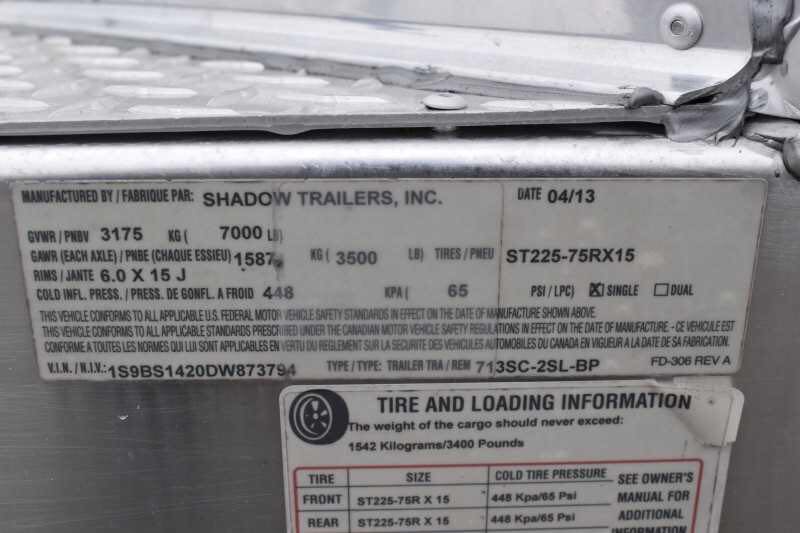 MANUFACTURED BY / FABRIQUE PAR: SHADOW TRAILERS, INC. DATE 04/13
GVWR / PNBV 3175 KG ( 7000 LB)
GAWR (EACH AXLE) / PNBE (CHAQUE ESSIEU) 1587 KG ( 3500 LB) TIRES / PNEU ST225-75RX15
RIMS / JANTE 6.0 X 15 J
COLD INFL. PRESS. / PRESS. DE GONFL. A FROID 448 KPA ( 65 PSI / LPC) X SINGLE DUAL
THIS VEHICLE CONFORMS TO ALL APPLICABLE U.S. FEDERAL MOTOR VEHICLE SAFETY STANDARDS IN EFFECT ON THE DATE OF MANUFACTURE SHOWN ABOVE.
THIS VEHICLE CONFORMS TO ALL APPLICABLE STANDARDS PRESCRIBED UNDER THE CANADIAN MOTOR VEHICLE SAFETY REGULATIONS IN EFFECT ON THE DATE OF MANUFACTURE. - CE VEHICULE EST
CONFORME A TOUTES LES NORMES QUI LUI SONT APPLICABLES EN VERTU DU REGLEMENT SUR LA SECURITE DES VEHICULES AUTOMOBILES DU CANADA EN VIGUEUR A LA DATE DE SA FABRICATION.
V.I.N. / N.I.V.: 1S9BS1420DW873794 TYPE / TYPE: TRAILER TRA / REM 713SC-2SL-BP FD-306 REV A
TIRE AND LOADING INFORMATION
The weight of the cargo should never exceed:
1542 Kilograms/3400 Pounds
TIRE SIZE COLD TIRE PRESSURE SEE OWNER'S
FRONT ST225-75R X 15 448 Kpa/65 Psi MANUAL FOR
REAR ST225-75R X 15 448 Kpa/65 Psi ADDITIONAL
INFORMATION